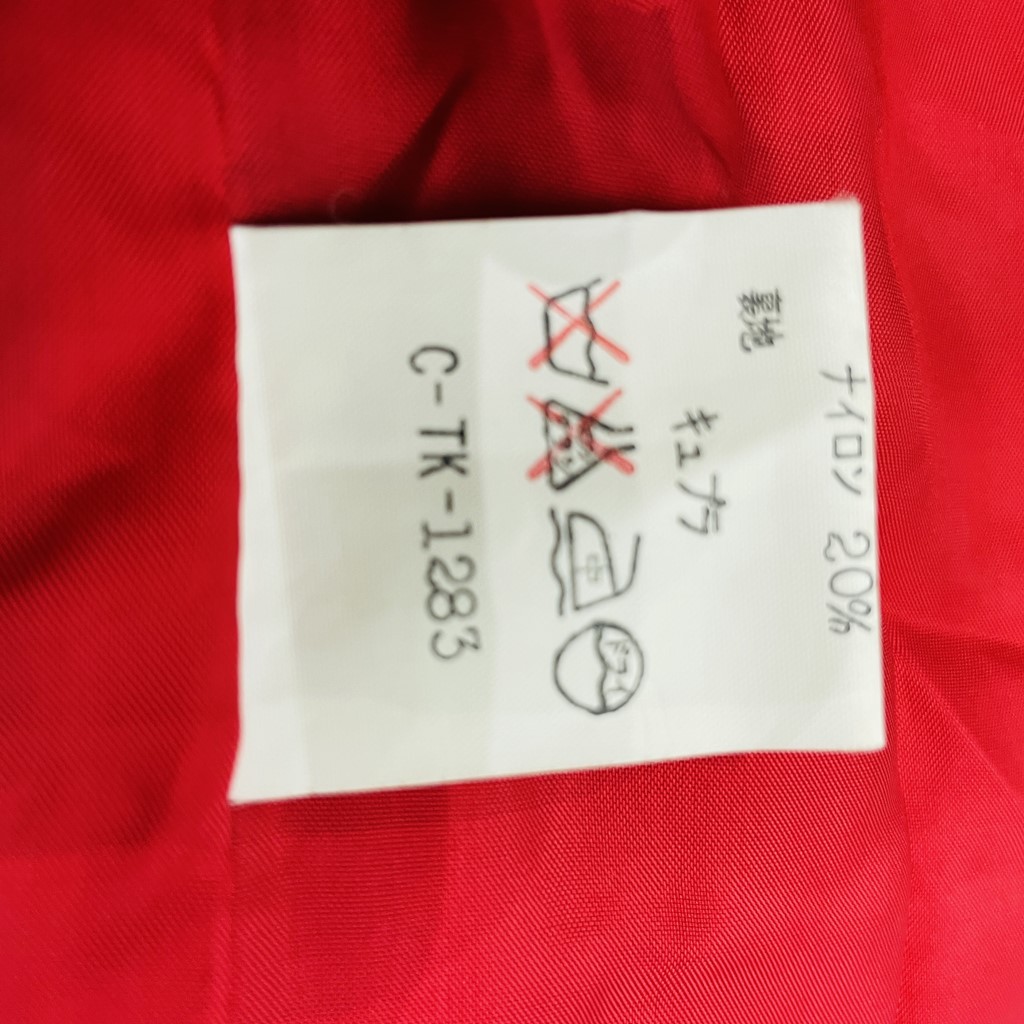 ナイロン 20%
裏地
キュプラ
中 ドライ
C-TK-1283